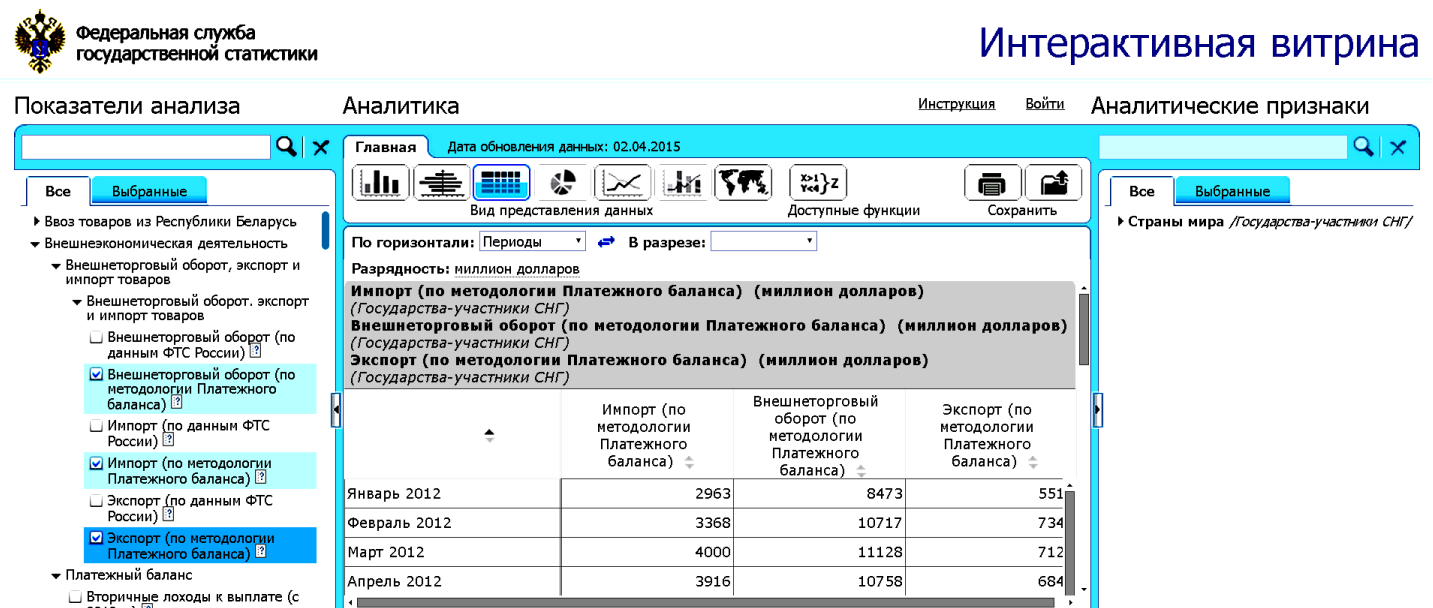 Федеральная служба
государственной статистики
Интерактивная витрина
Показатели анализа
Аналитика
Инструкция
Войти
Аналитические признаки
Главная
Дата обновления данных: 02.04.2015
Вид представления данных
X>1
Y<4 }Z
Доступные функции
Сохранить
Все
Выбранные
Ввоз товаров из Республики Беларусь
Внешнеэкономическая деятельность
Внешнеторговый оборот, экспорт и
импорт товаров
Внешнеторговый оборот. экспорт
и импорт товаров
Внешнеторговый оборот (по
данным ФТС России) ?
Внешнеторговый оборот (по
методологии Платежного
баланса) ?
Импорт (по данным ФТС
России) ?
Импорт (по методологии
Платежного баланса) ?
Экспорт (по данным ФТС
России) ?
Экспорт (по методологии
Платежного баланса) ?
Платежный баланс
Вторичные лоходы к выплате (с
По горизонтали: Периоды
В разрезе:
Разрядность: миллион долларов
Импорт (по методологии Платежного баланса) (миллион долларов)
(Государства-участники СНГ)
Внешнеторговый оборот (по методологии Платежного баланса) (миллион долларов)
(Государства-участники СНГ)
Экспорт (по методологии Платежного баланса) (миллион долларов)
(Государства-участники СНГ)
Импорт (по
методологии
Платежного
баланса)
Внешнеторговый
оборот (по
методологии
Платежного
баланса)
Экспорт (по
методологии
Платежного
баланса)
Январь 2012 2963 8473 551
Февраль 2012 3368 10717 734
Март 2012 4000 11128 712
Апрель 2012 3916 10758 684
Все
Выбранные
Страны мира /Государства-участники СНГ/